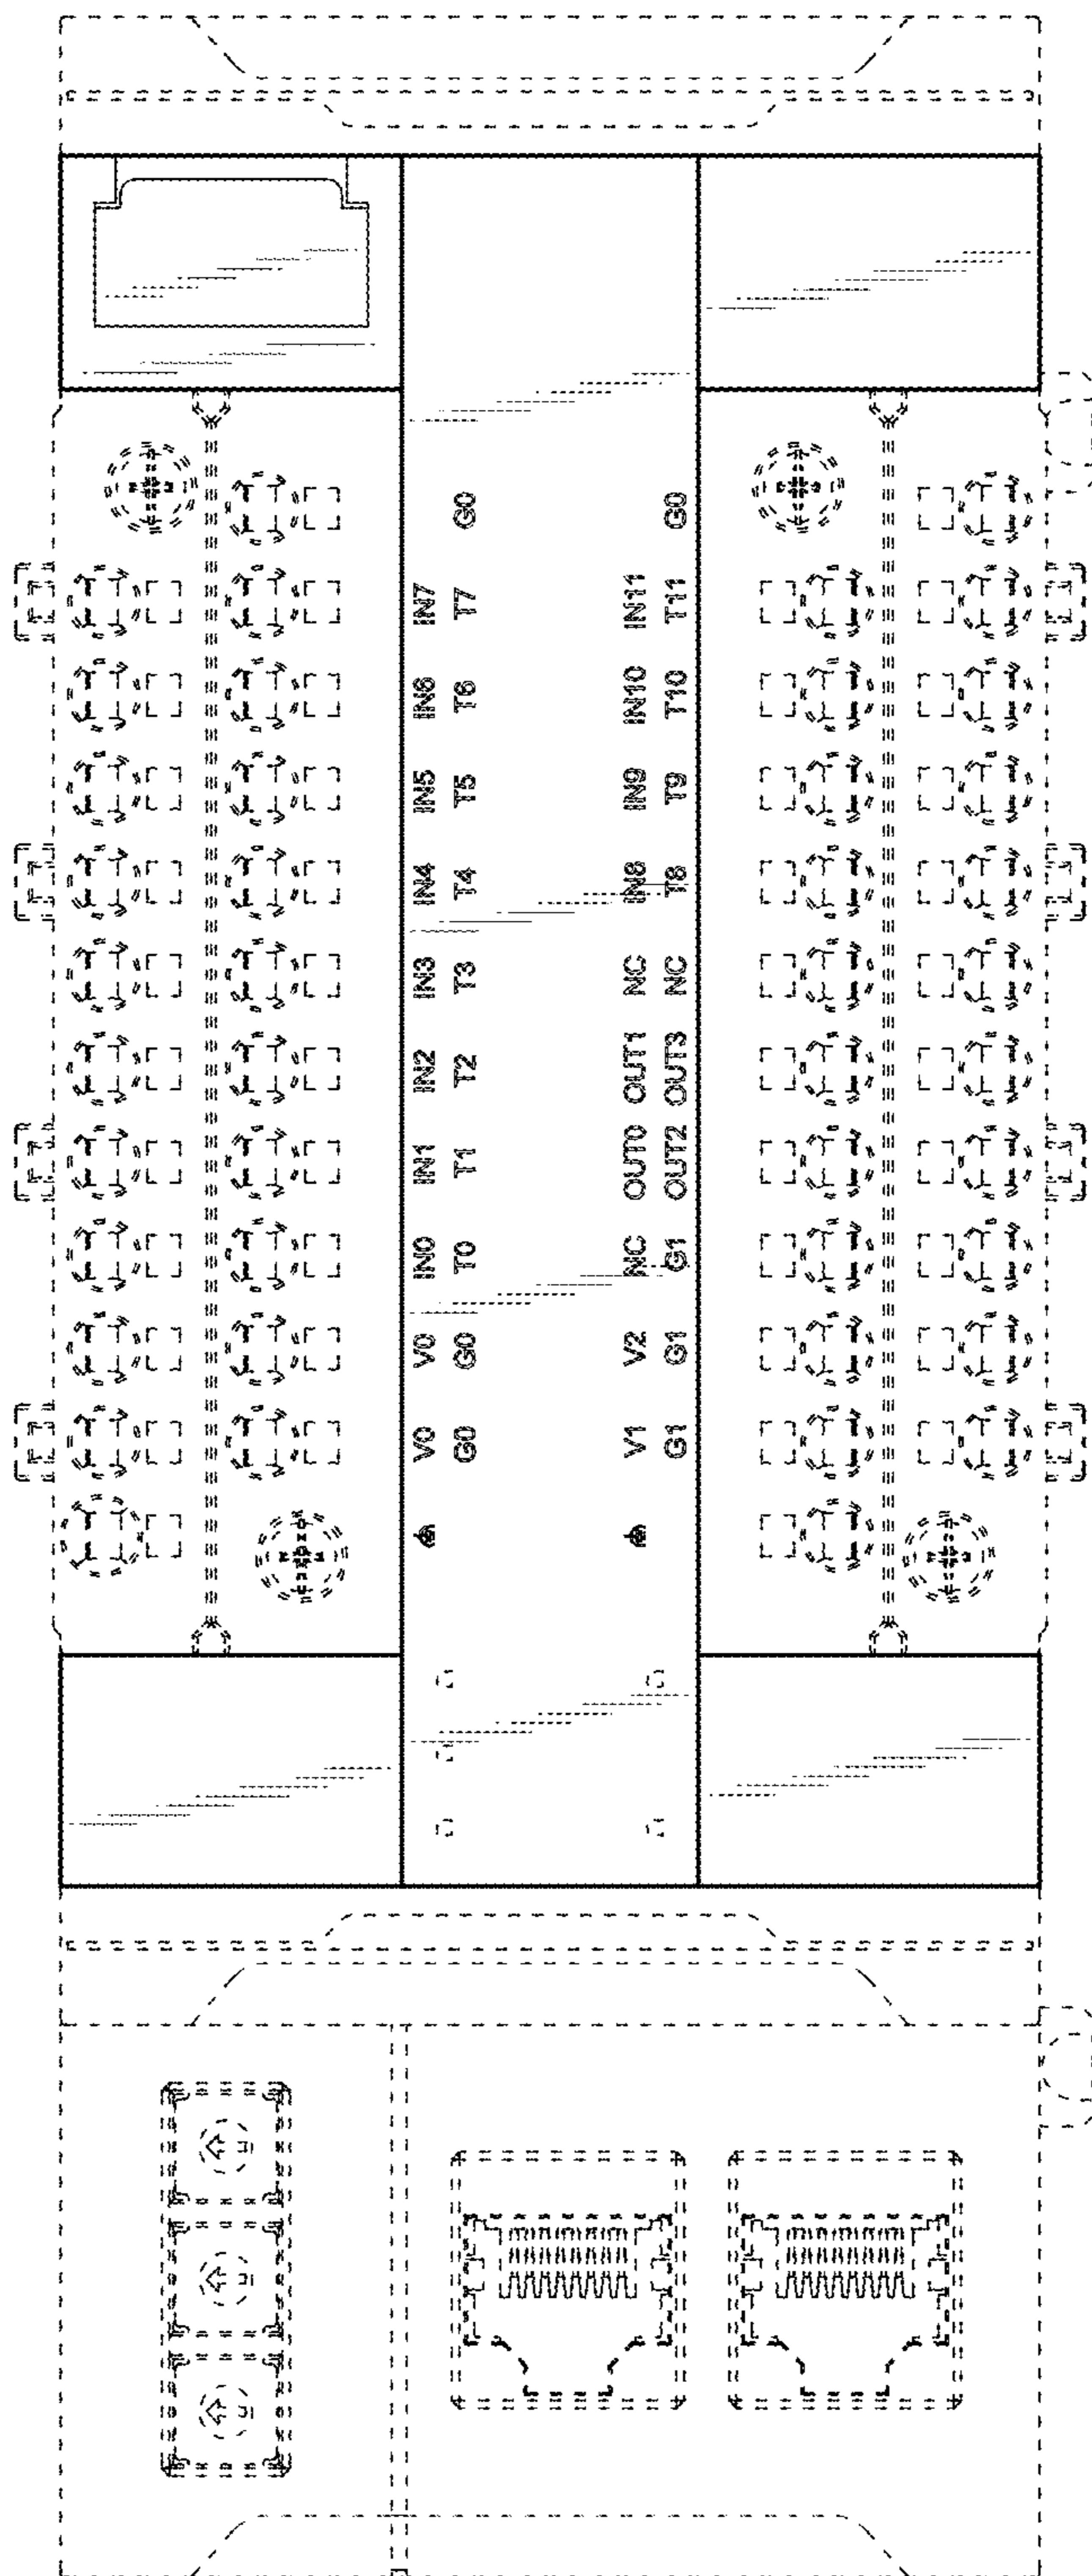 V0 V0 IN0 IN1 IN2 IN3 IN4 IN5 IN6 IN7
G0 G0 T0 T1 T2 T3 T4 T5 T6 T7 G0
V1 V2 NC OUT0 OUT1 NC IN8 IN9 IN10 IN11
G1 G1 G1 OUT2 OUT3 NC T8 T9 T10 T11 G0